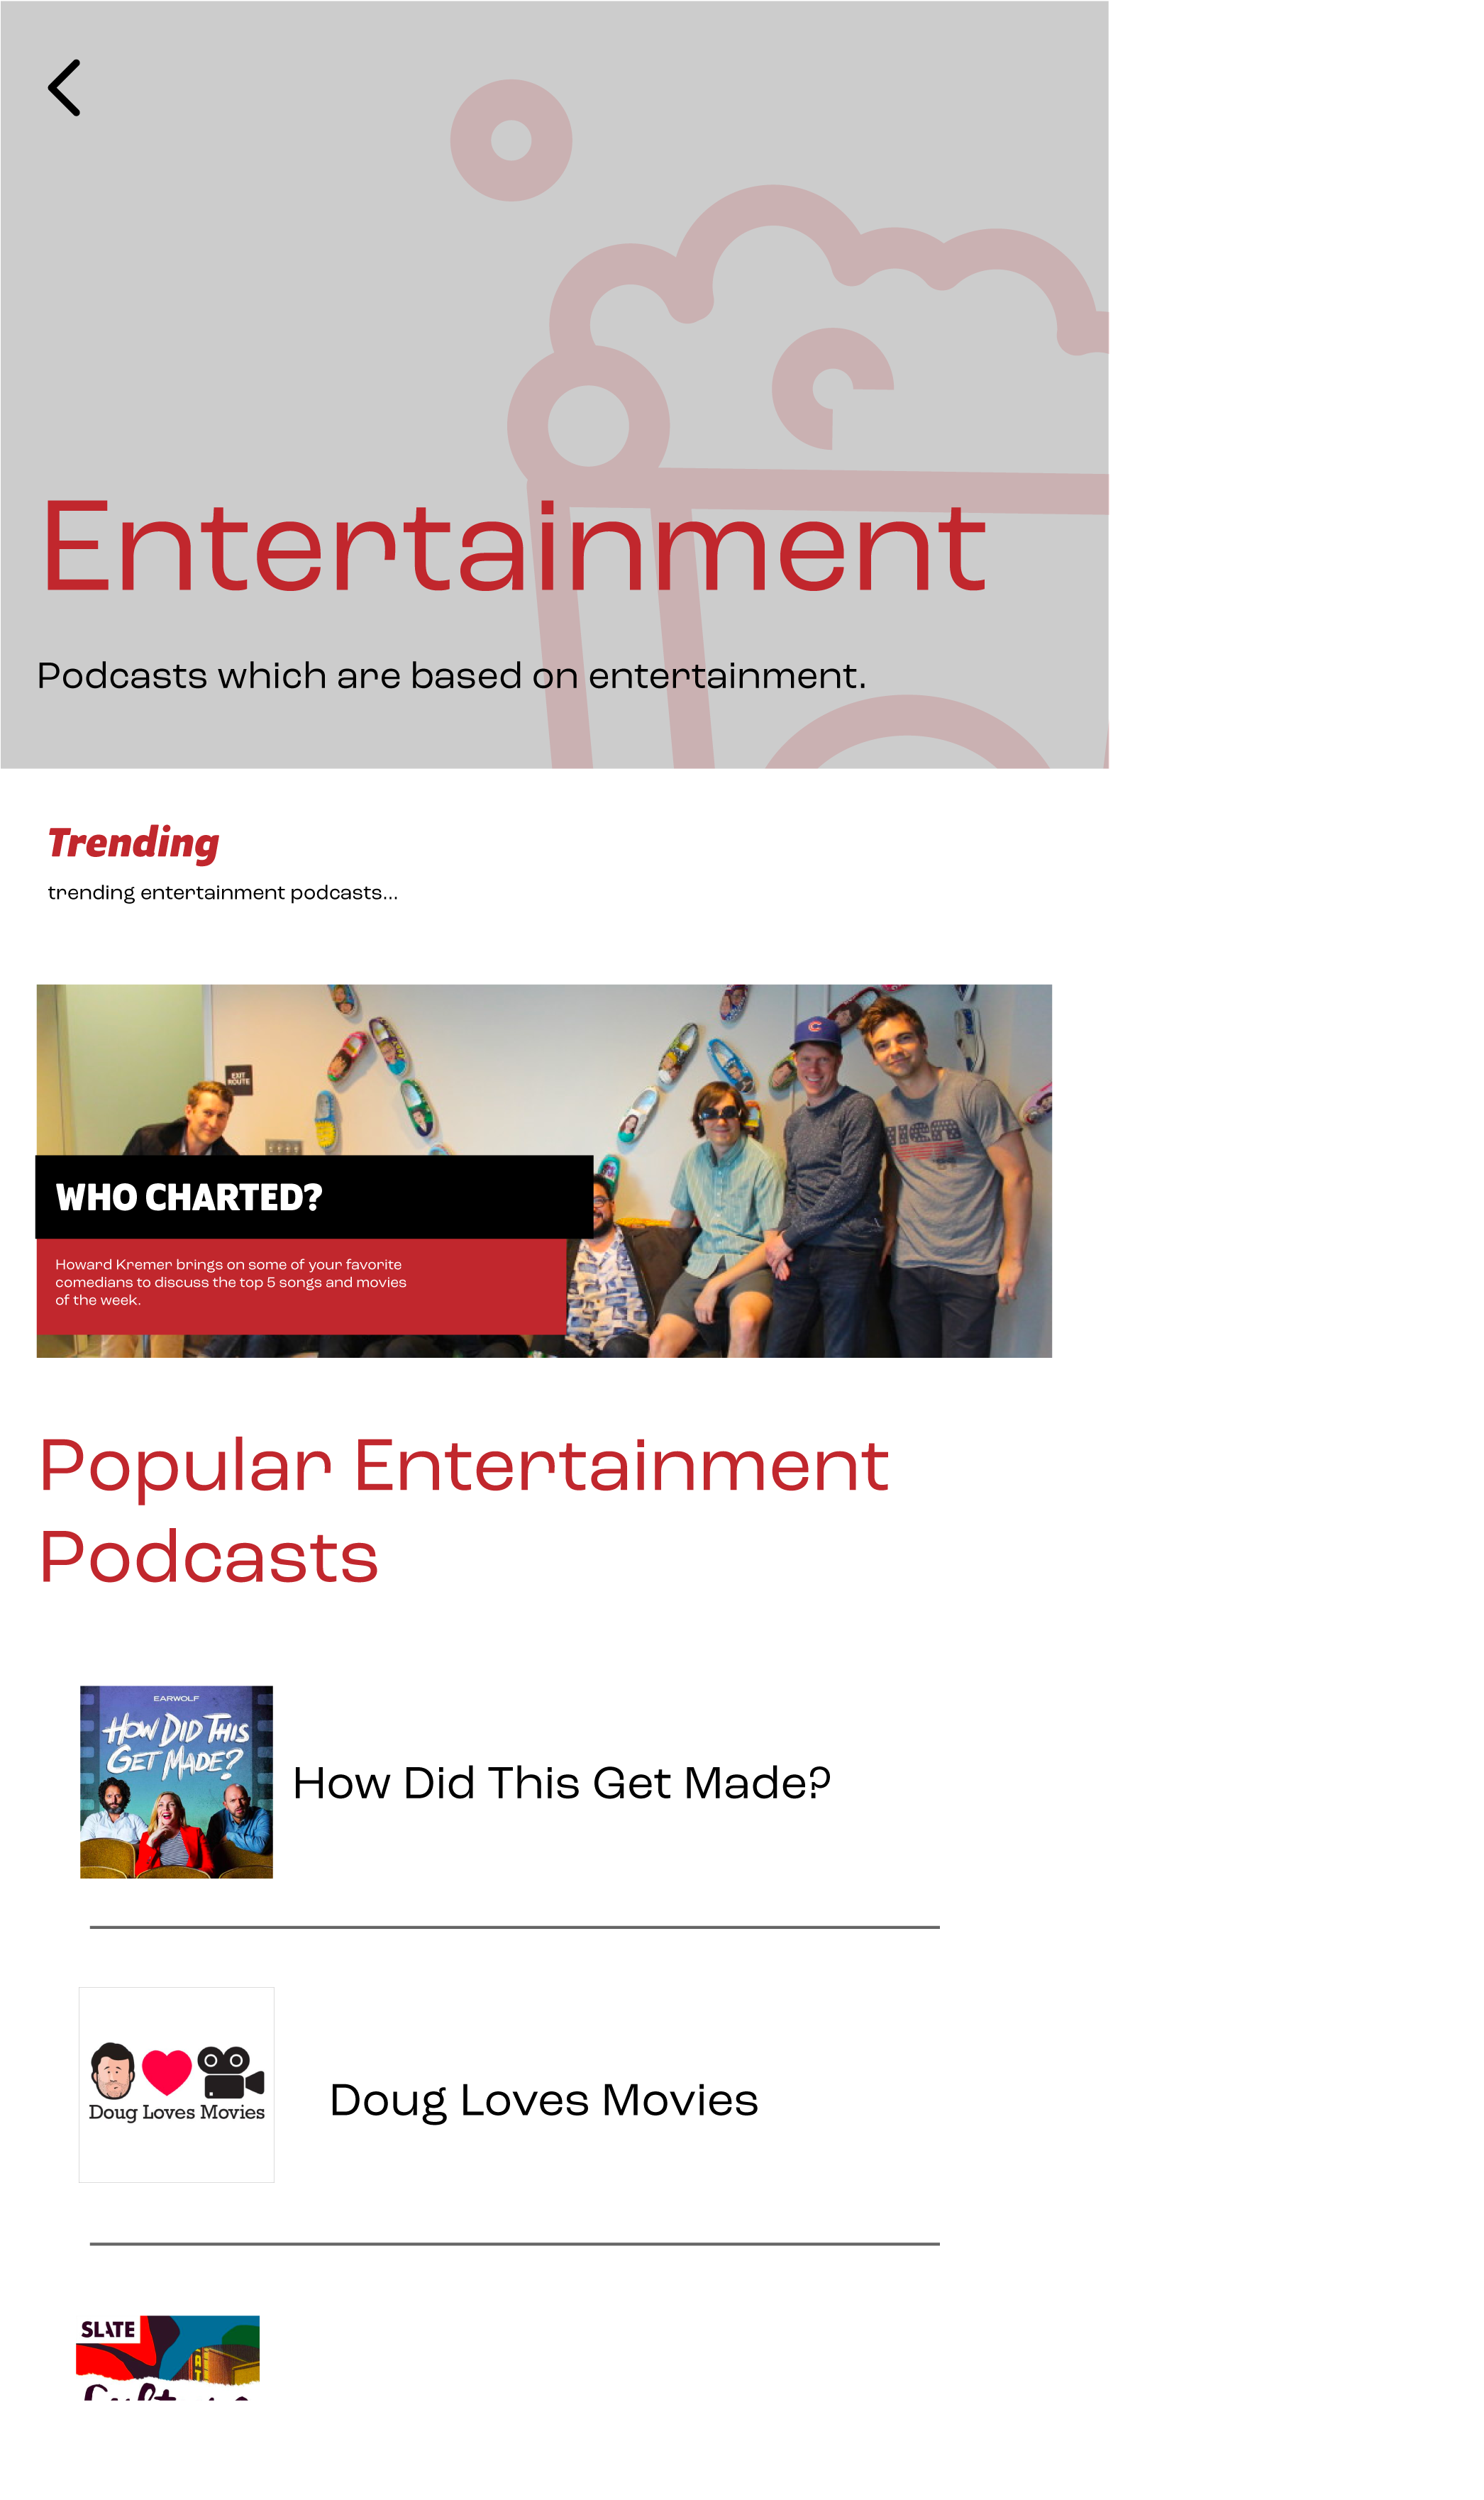 Entertainment
Podcasts which are based on entertainment.
Trending
trending entertainment podcasts...
EXIT
ROUTE
C
WHO CHARTED?
Howard Kremer brings on some of your favorite
comedians to discuss the top 5 songs and movies
of the week.
Popular Entertainment
Podcasts
EARWOLF
HOW DID THIS
GET MADE?
How Did This Get Made?
Doug Loves Movies
Doug Loves Movies
SLATE